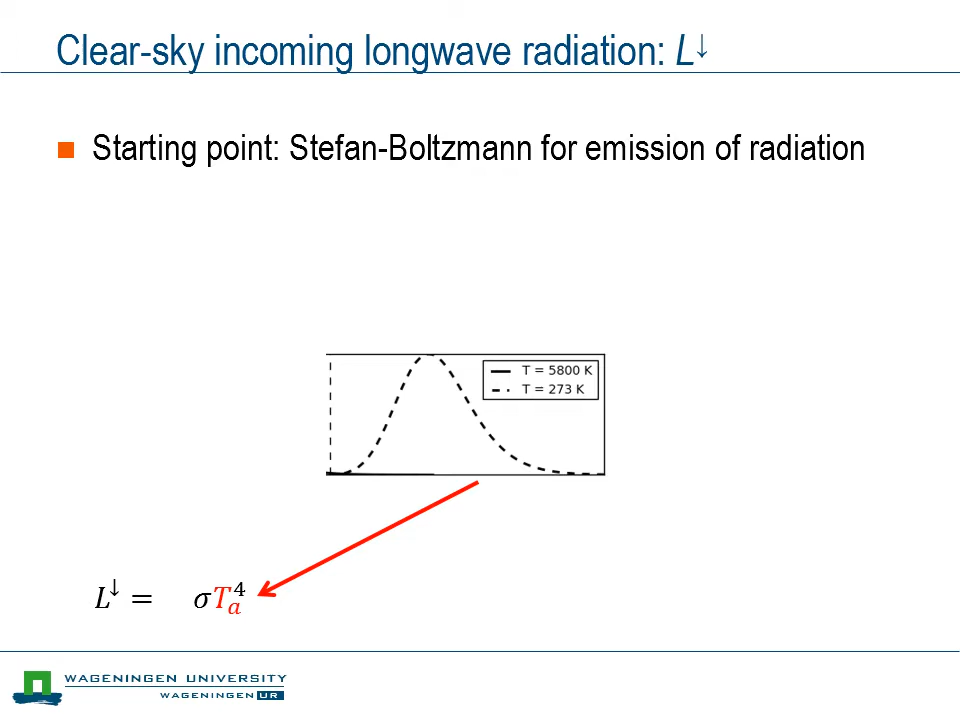 Clear-sky incoming longwave radiation: L↓
Starting point: Stefan-Boltzmann for emission of radiation
T = 5800 K
T = 273 K
L↓ = σTₐ⁴
WAGENINGEN UNIVERSITY
WAGENINGEN UR